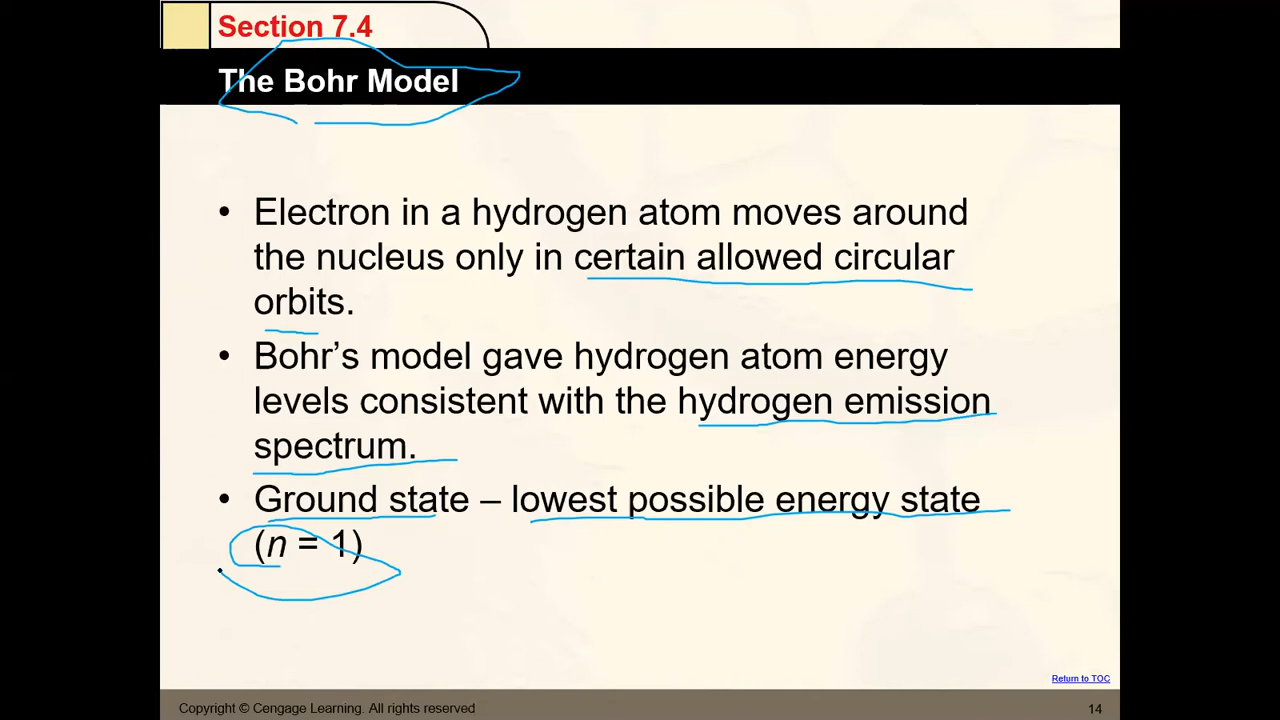 Section 7.4
The Bohr Model
• Electron in a hydrogen atom moves around
the nucleus only in certain allowed circular
orbits.
• Bohr’s model gave hydrogen atom energy
levels consistent with the hydrogen emission
spectrum.
• Ground state – lowest possible energy state
(n = 1)
Return to TOC
Copyright © Cengage Learning. All rights reserved
14